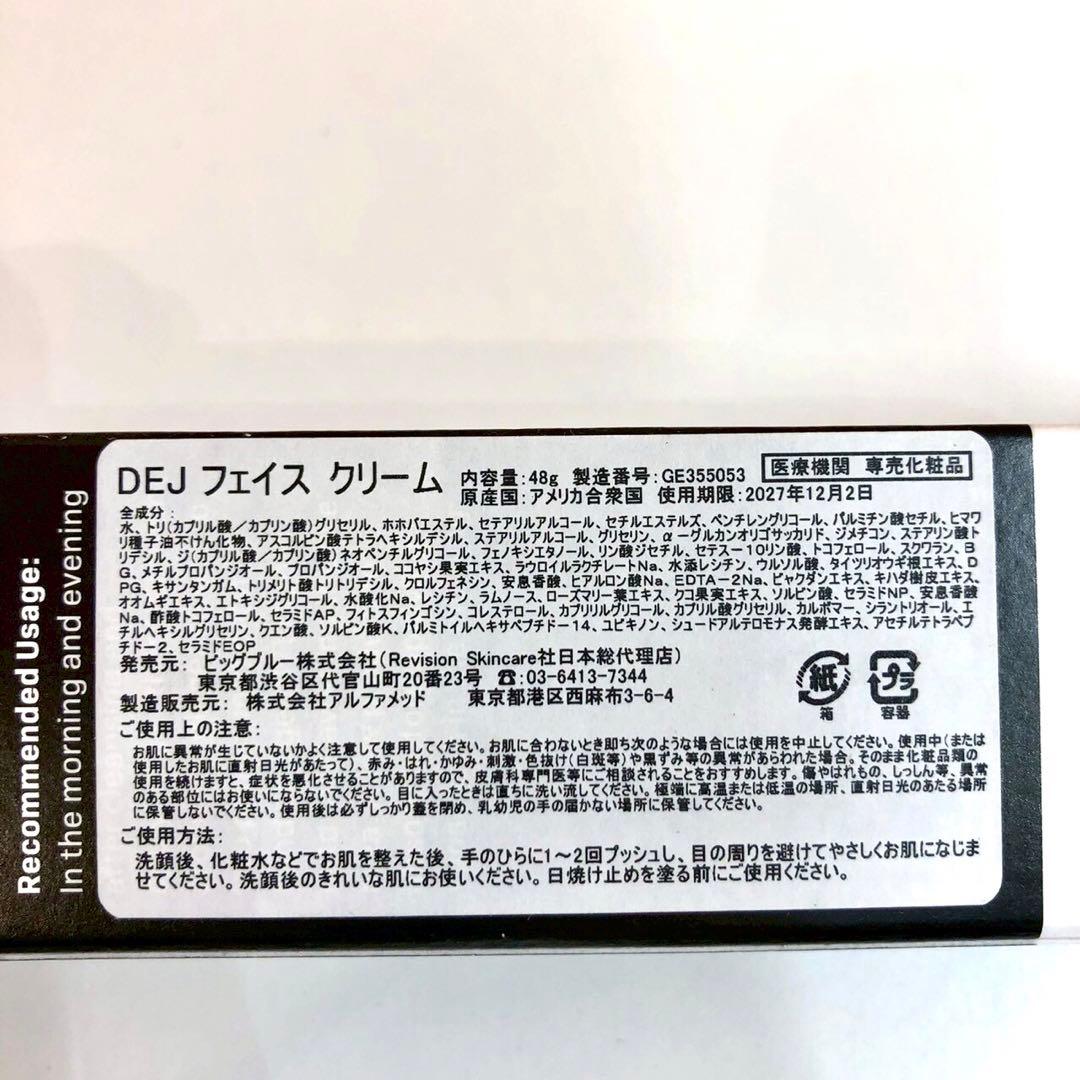 Recommended Usage:
In the morning and evening
DEJ フェイス クリーム
内容量:48g 製造番号:GE355053
医療機関 専売化粧品
原産国:アメリカ合衆国 使用期限:2027年12月2日
全成分:
水、トリ(カプリル酸/カプリン酸)グリセリル、ホホバエステル、セテアリルアルコール、セチルエステルズ、ペンチレングリコール、パルミチン酸セチル、ヒマワ
リ種子油不けん化物、アスコルビン酸テトラヘキシルデシル、ステアリルアルコール、グリセリン、α-グルカンオリゴサッカリド、ジメチコン、ステアリン酸ト
リデシル、ジ(カプリル酸/カプリン酸)ネオペンチルグリコール、フェノキシエタノール、リン酸ジセチル、セテス-10リン酸、トコフェロール、スクワラン、B
G、メチルプロパンジオール、プロパンジオール、ココヤシ果実エキス、ラウロイルラクチレートNa、水添レシチン、ウルソル酸、タイツリオウギ根エキス、D
PG、キサンタンガム、トリメリト酸トリトリデシル、クロルフェネシン、安息香酸、ヒアルロン酸Na、EDTA-2Na、ビャクダンエキス、キハダ樹皮エキス、
オオムギエキス、エトキシジグリコール、水酸化Na、レシチン、ラムノース、ローズマリー葉エキス、クコ果実エキス、ソルビン酸、セラミドNP、安息香酸
Na、酢酸トコフェロール、セラミドAP、フィトスフィンゴシン、コレステロール、カプリリルグリコール、カプリル酸グリセリル、カルボマー、シラントリオール、エ
チルヘキシルグリセリン、クエン酸、ソルビン酸K、パルミトイルヘキサペプチド-14、ユビキノン、シュードアルテロモナス発酵エキス、アセチルテトラペプ
チド-2、セラミドEOP
発売元: ビッグブルー株式会社(Revision Skincare社日本総代理店)
東京都渋谷区代官山町20番23号 ☎:03-6413-7344
製造販売元: 株式会社アルファメッド 東京都港区西麻布3-6-4
紙
箱
プラ
容器
ご使用上の注意:
お肌に異常が生じていないかよく注意して使用してください。お肌に合わないとき即ち次のような場合には使用を中止してください。使用中(または
使用したお肌に直射日光があたって)、赤み・はれ・かゆみ・刺激・色抜け(白斑等)や黒ずみ等の異常があらわれた場合。そのまま化粧品類の
使用を続けますと、症状を悪化させることがありますので、皮膚科専門医等にご相談されることをおすすめします。傷やはれもの、しっしん等、異常
のある部位にはお使いにならないでください。目に入ったときは直ちに洗い流してください。極端に高温または低温の場所、直射日光のあたる場所
に保管しないでください。使用後は必ずしっかり蓋を閉め、乳幼児の手の届かない場所に保管してください。
ご使用方法:
洗顔後、化粧水などでお肌を整えた後、手のひらに1~2回プッシュし、目の周りを避けてやさしくお肌になじま
せてください。洗顔後のきれいな肌にお使いください。日焼け止めを塗る前にご使用ください。